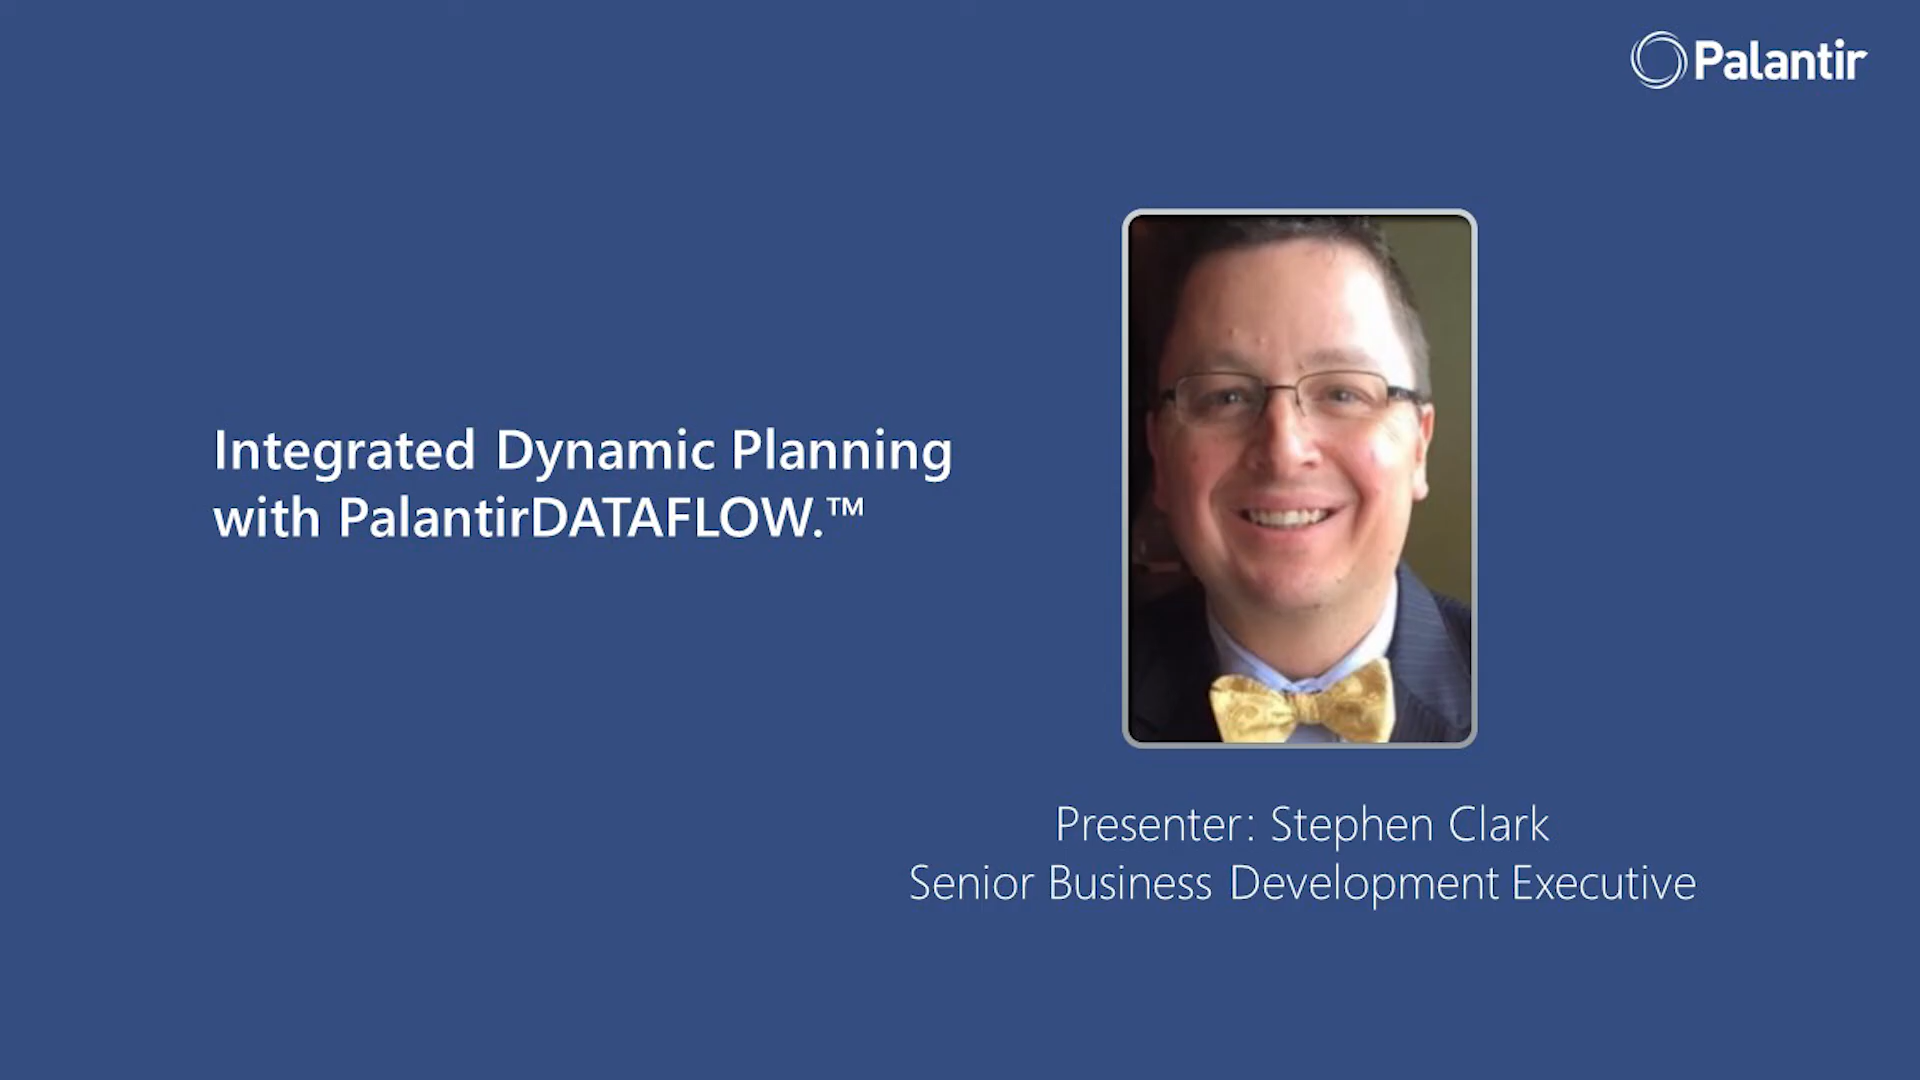 Palantir
Integrated Dynamic Planning
with PalantirDATAFLOW.™
Presenter: Stephen Clark
Senior Business Development Executive